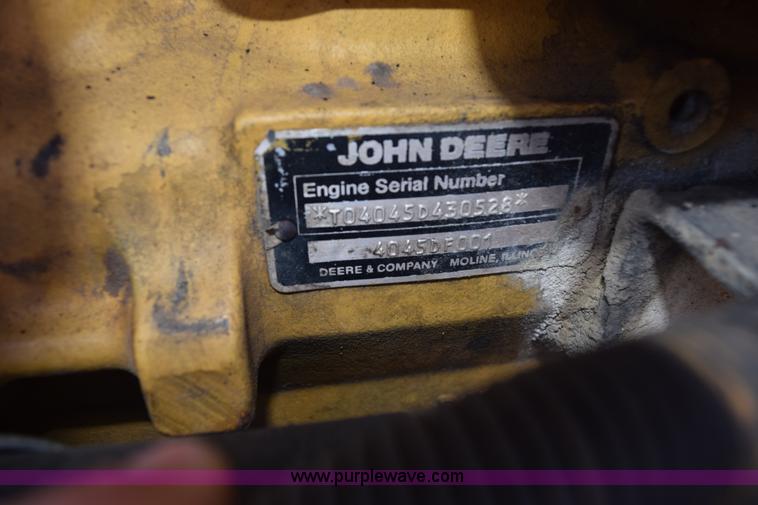 JOHN DEERE
Engine Serial Number
*T04045D430528*
4045DF001
DEERE & COMPANY MOLINE, ILLINOIS
www.purplewave.com